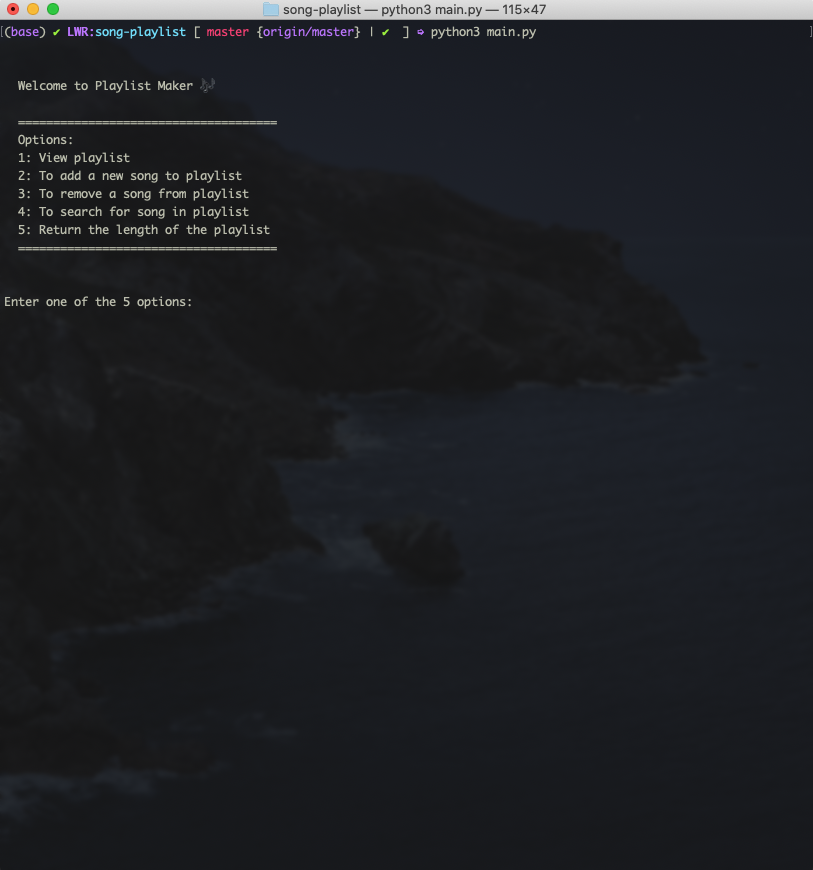 song-playlist — python3 main.py — 115×47
[(base) ✔ LWR:song-playlist [ master {origin/master} | ✔ ] ➪ python3 main.py ]
Welcome to Playlist Maker 🎶
=====================================
Options:
1: View playlist
2: To add a new song to playlist
3: To remove a song from playlist
4: To search for song in playlist
5: Return the length of the playlist
=====================================
Enter one of the 5 options: